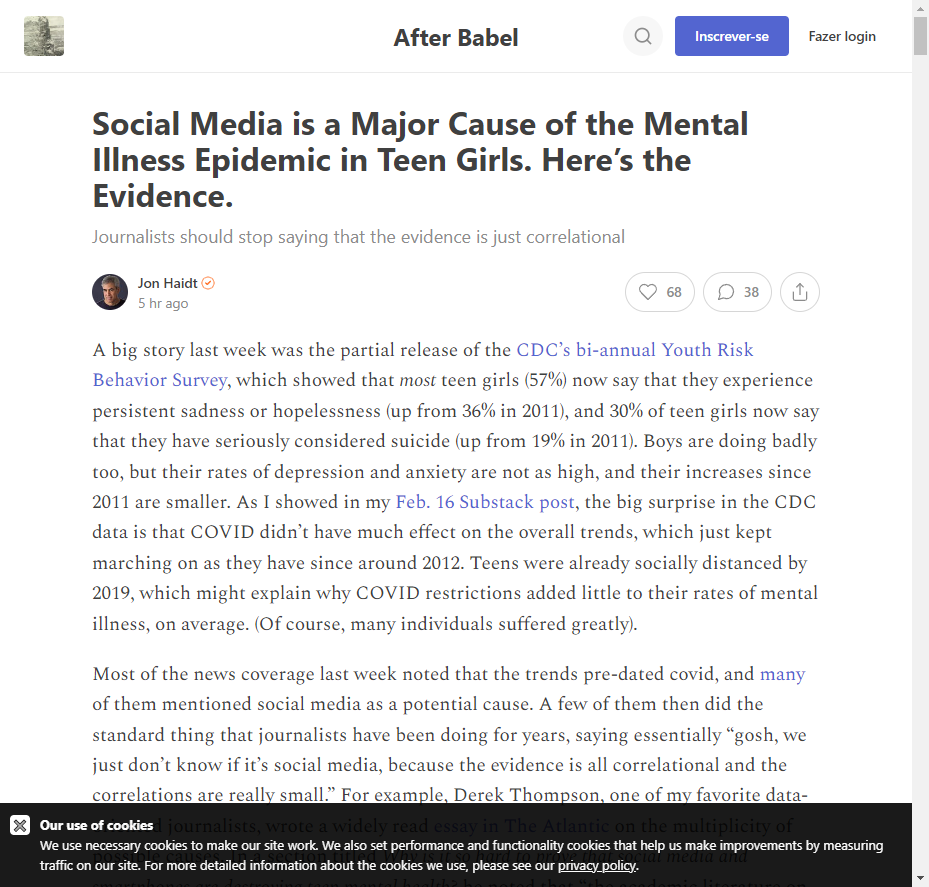 After Babel
Inscrever-se
Fazer login
Social Media is a Major Cause of the Mental
Illness Epidemic in Teen Girls. Here’s the
Evidence.
Journalists should stop saying that the evidence is just correlational
Jon Haidt
5 hr ago
68
38
A big story last week was the partial release of the CDC’s bi-annual Youth Risk
Behavior Survey, which showed that most teen girls (57%) now say that they experience
persistent sadness or hopelessness (up from 36% in 2011), and 30% of teen girls now say
that they have seriously considered suicide (up from 19% in 2011). Boys are doing badly
too, but their rates of depression and anxiety are not as high, and their increases since
2011 are smaller. As I showed in my Feb. 16 Substack post, the big surprise in the CDC
data is that COVID didn’t have much effect on the overall trends, which just kept
marching on as they have since around 2012. Teens were already socially distanced by
2019, which might explain why COVID restrictions added little to their rates of mental
illness, on average. (Of course, many individuals suffered greatly).
Most of the news coverage last week noted that the trends pre-dated covid, and many
of them mentioned social media as a potential cause. A few of them then did the
standard thing that journalists have been doing for years, saying essentially “gosh, we
just don’t know if it’s social media, because the evidence is all correlational and the
correlations are really small.” For example, Derek Thompson, one of my favorite data-
journalists, wrote a widely read essay in The Atlantic on the multiplicity of
Our use of cookies
We use necessary cookies to make our site work. We also set performance and functionality cookies that help us make improvements by measuring
traffic on our site. For more detailed information about the cookies we use, please see our privacy policy.